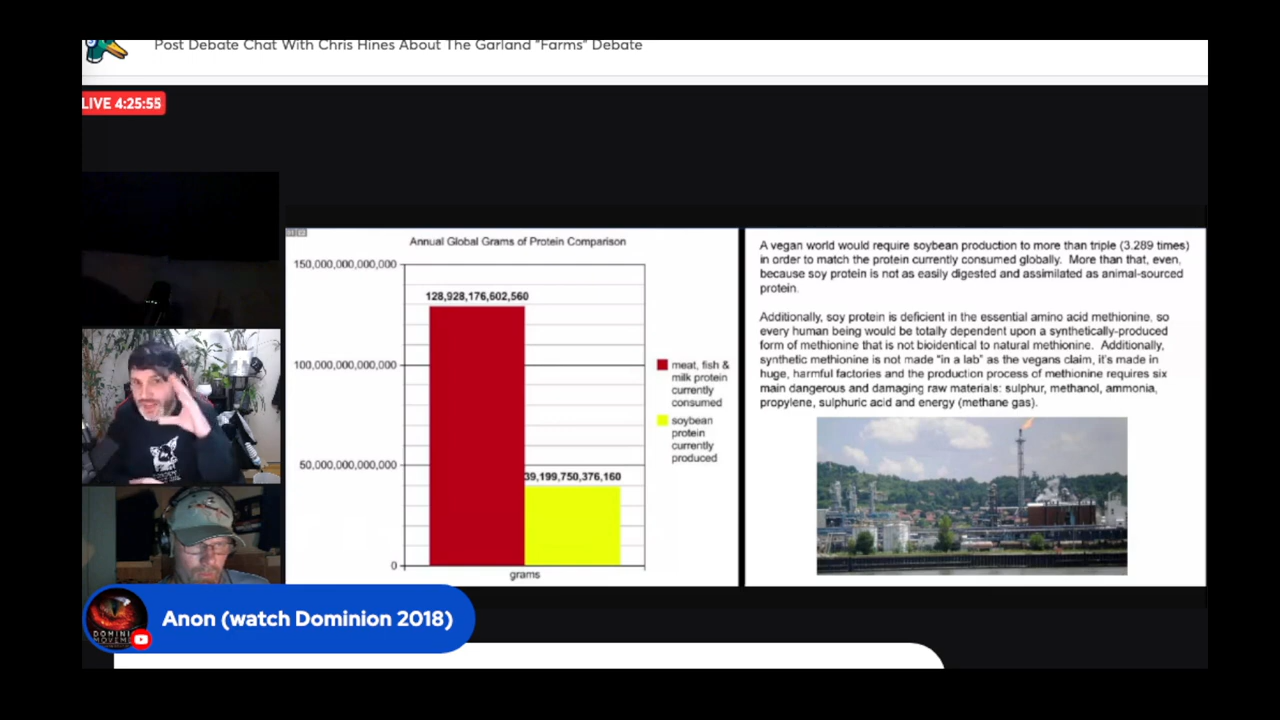 Post Debate Chat With Chris Hines About The Garland "Farms" Debate
LIVE 4:25:55
Annual Global Grams of Protein Comparison
150,000,000,000,000
128,928,176,602,560
100,000,000,000,000
50,000,000,000,000
39,199,750,376,160
0
grams
meat, fish &
milk protein
currently
consumed
soybean
protein
currently
produced
A vegan world would require soybean production to more than triple (3.289 times)
in order to match the protein currently consumed globally. More than that, even,
because soy protein is not as easily digested and assimilated as animal-sourced
protein.
Additionally, soy protein is deficient in the essential amino acid methionine, so
every human being would be totally dependent upon a synthetically-produced
form of methionine that is not bioidentical to natural methionine. Additionally,
synthetic methionine is not made "in a lab" as the vegans claim, it's made in
huge, harmful factories and the production process of methionine requires six
main dangerous and damaging raw materials: sulphur, methanol, ammonia,
propylene, sulphuric acid and energy (methane gas).
Anon (watch Dominion 2018)